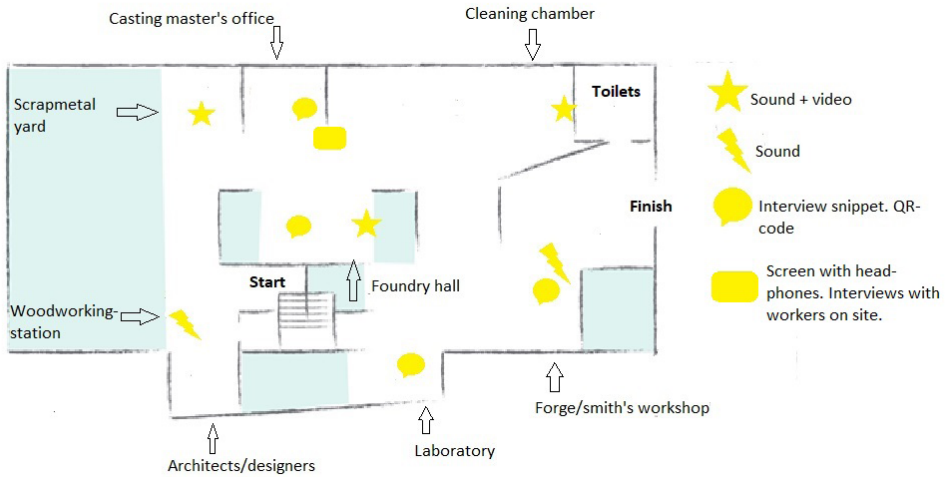 Casting master's office
Cleaning chamber
Scrapmetal
yard
Toilets
Sound + video
Sound
Interview snippet. QR-
code
Finish
Start
Foundry hall
Screen with head-
phones. Interviews with
workers on site.
Woodworking-
station
Forge/smith's workshop
Laboratory
Architects/designers